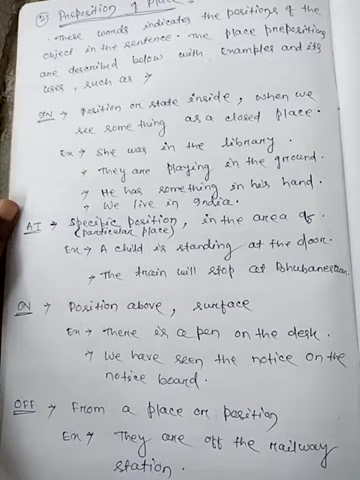 5) Preposition of Place :
. These words indicates the positions of the
object in the sentence. The place prepositions
are described below with examples and its
uses, such as →
IN → Position or state inside, when we
see something as a closed place.
Ex → She was in the library.
→ They are playing in the ground.
→ He has something in his hand.
→ We live in India.
AT → Specific position, in the area of.
(particular place)
Ex → A child is standing at the door.
→ The train will stop at Bhubaneswar.
ON → Position above, surface
Ex → There is a pen on the desk.
→ We have seen the notice on the
notice board.
OFF → From a place or position
Ex → They are off the railway
station.